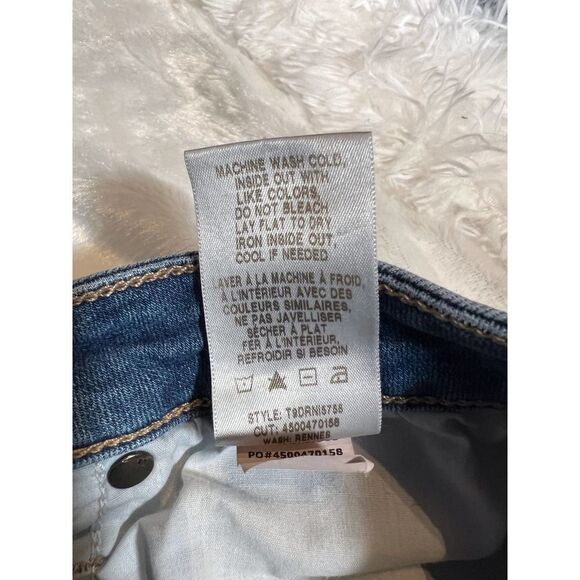 MACHINE WASH COLD,
INSIDE OUT WITH
LIKE COLORS,
DO NOT BLEACH,
LAY FLAT TO DRY
IRON INSIDE OUT,
COOL IF NEEDED
LAVER À LA MACHINE À FROID,
À L'INTÉRIEUR AVEC DES
COULEURS SIMILAIRES,
NE PAS JAVELLISER
SÉCHER À PLAT
FER À L'INTÉRIEUR,
REFROIDIR SI BESOIN
STYLE: T9DRNI5755
CUT: 4500470158
WASH: RENNES
PO#4500470158